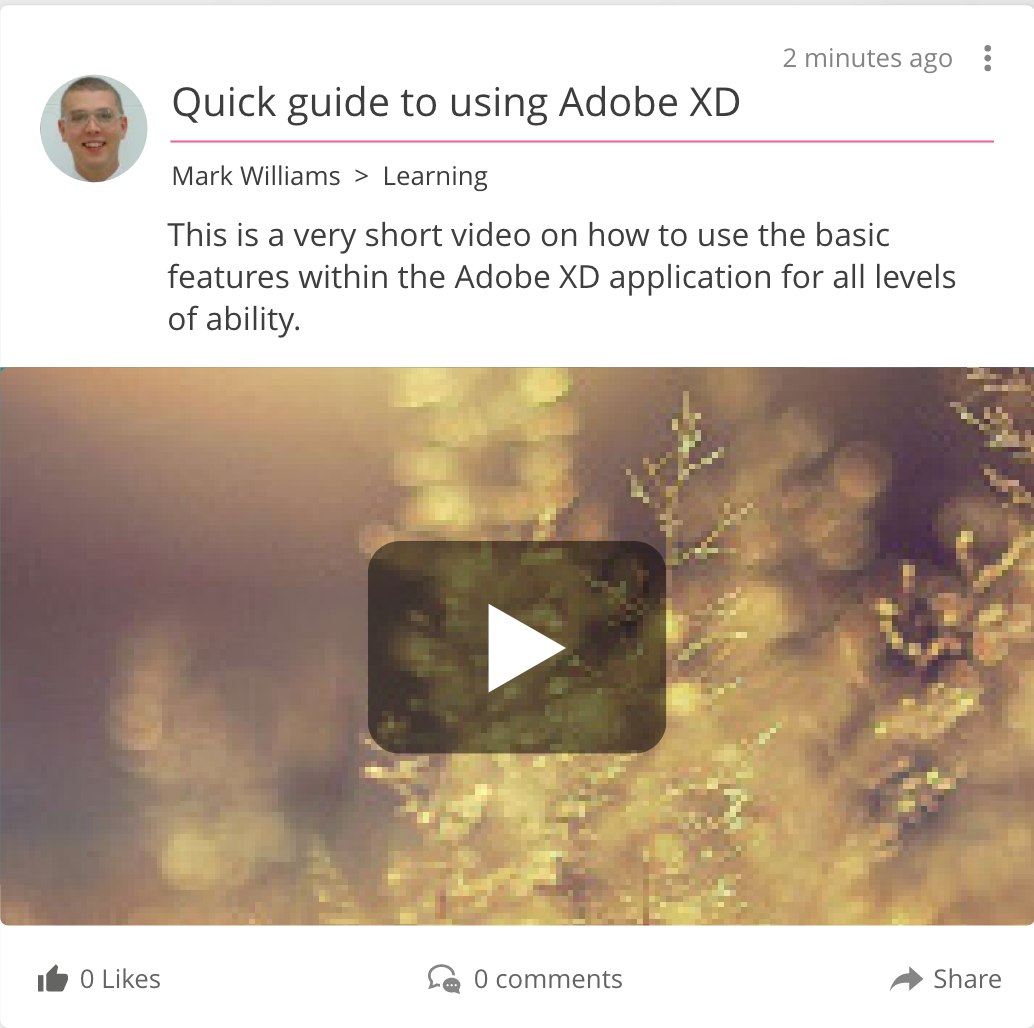 2 minutes ago
Quick guide to using Adobe XD
Mark Williams > Learning
This is a very short video on how to use the basic
features within the Adobe XD application for all levels
of ability.
0 Likes
0 comments
Share